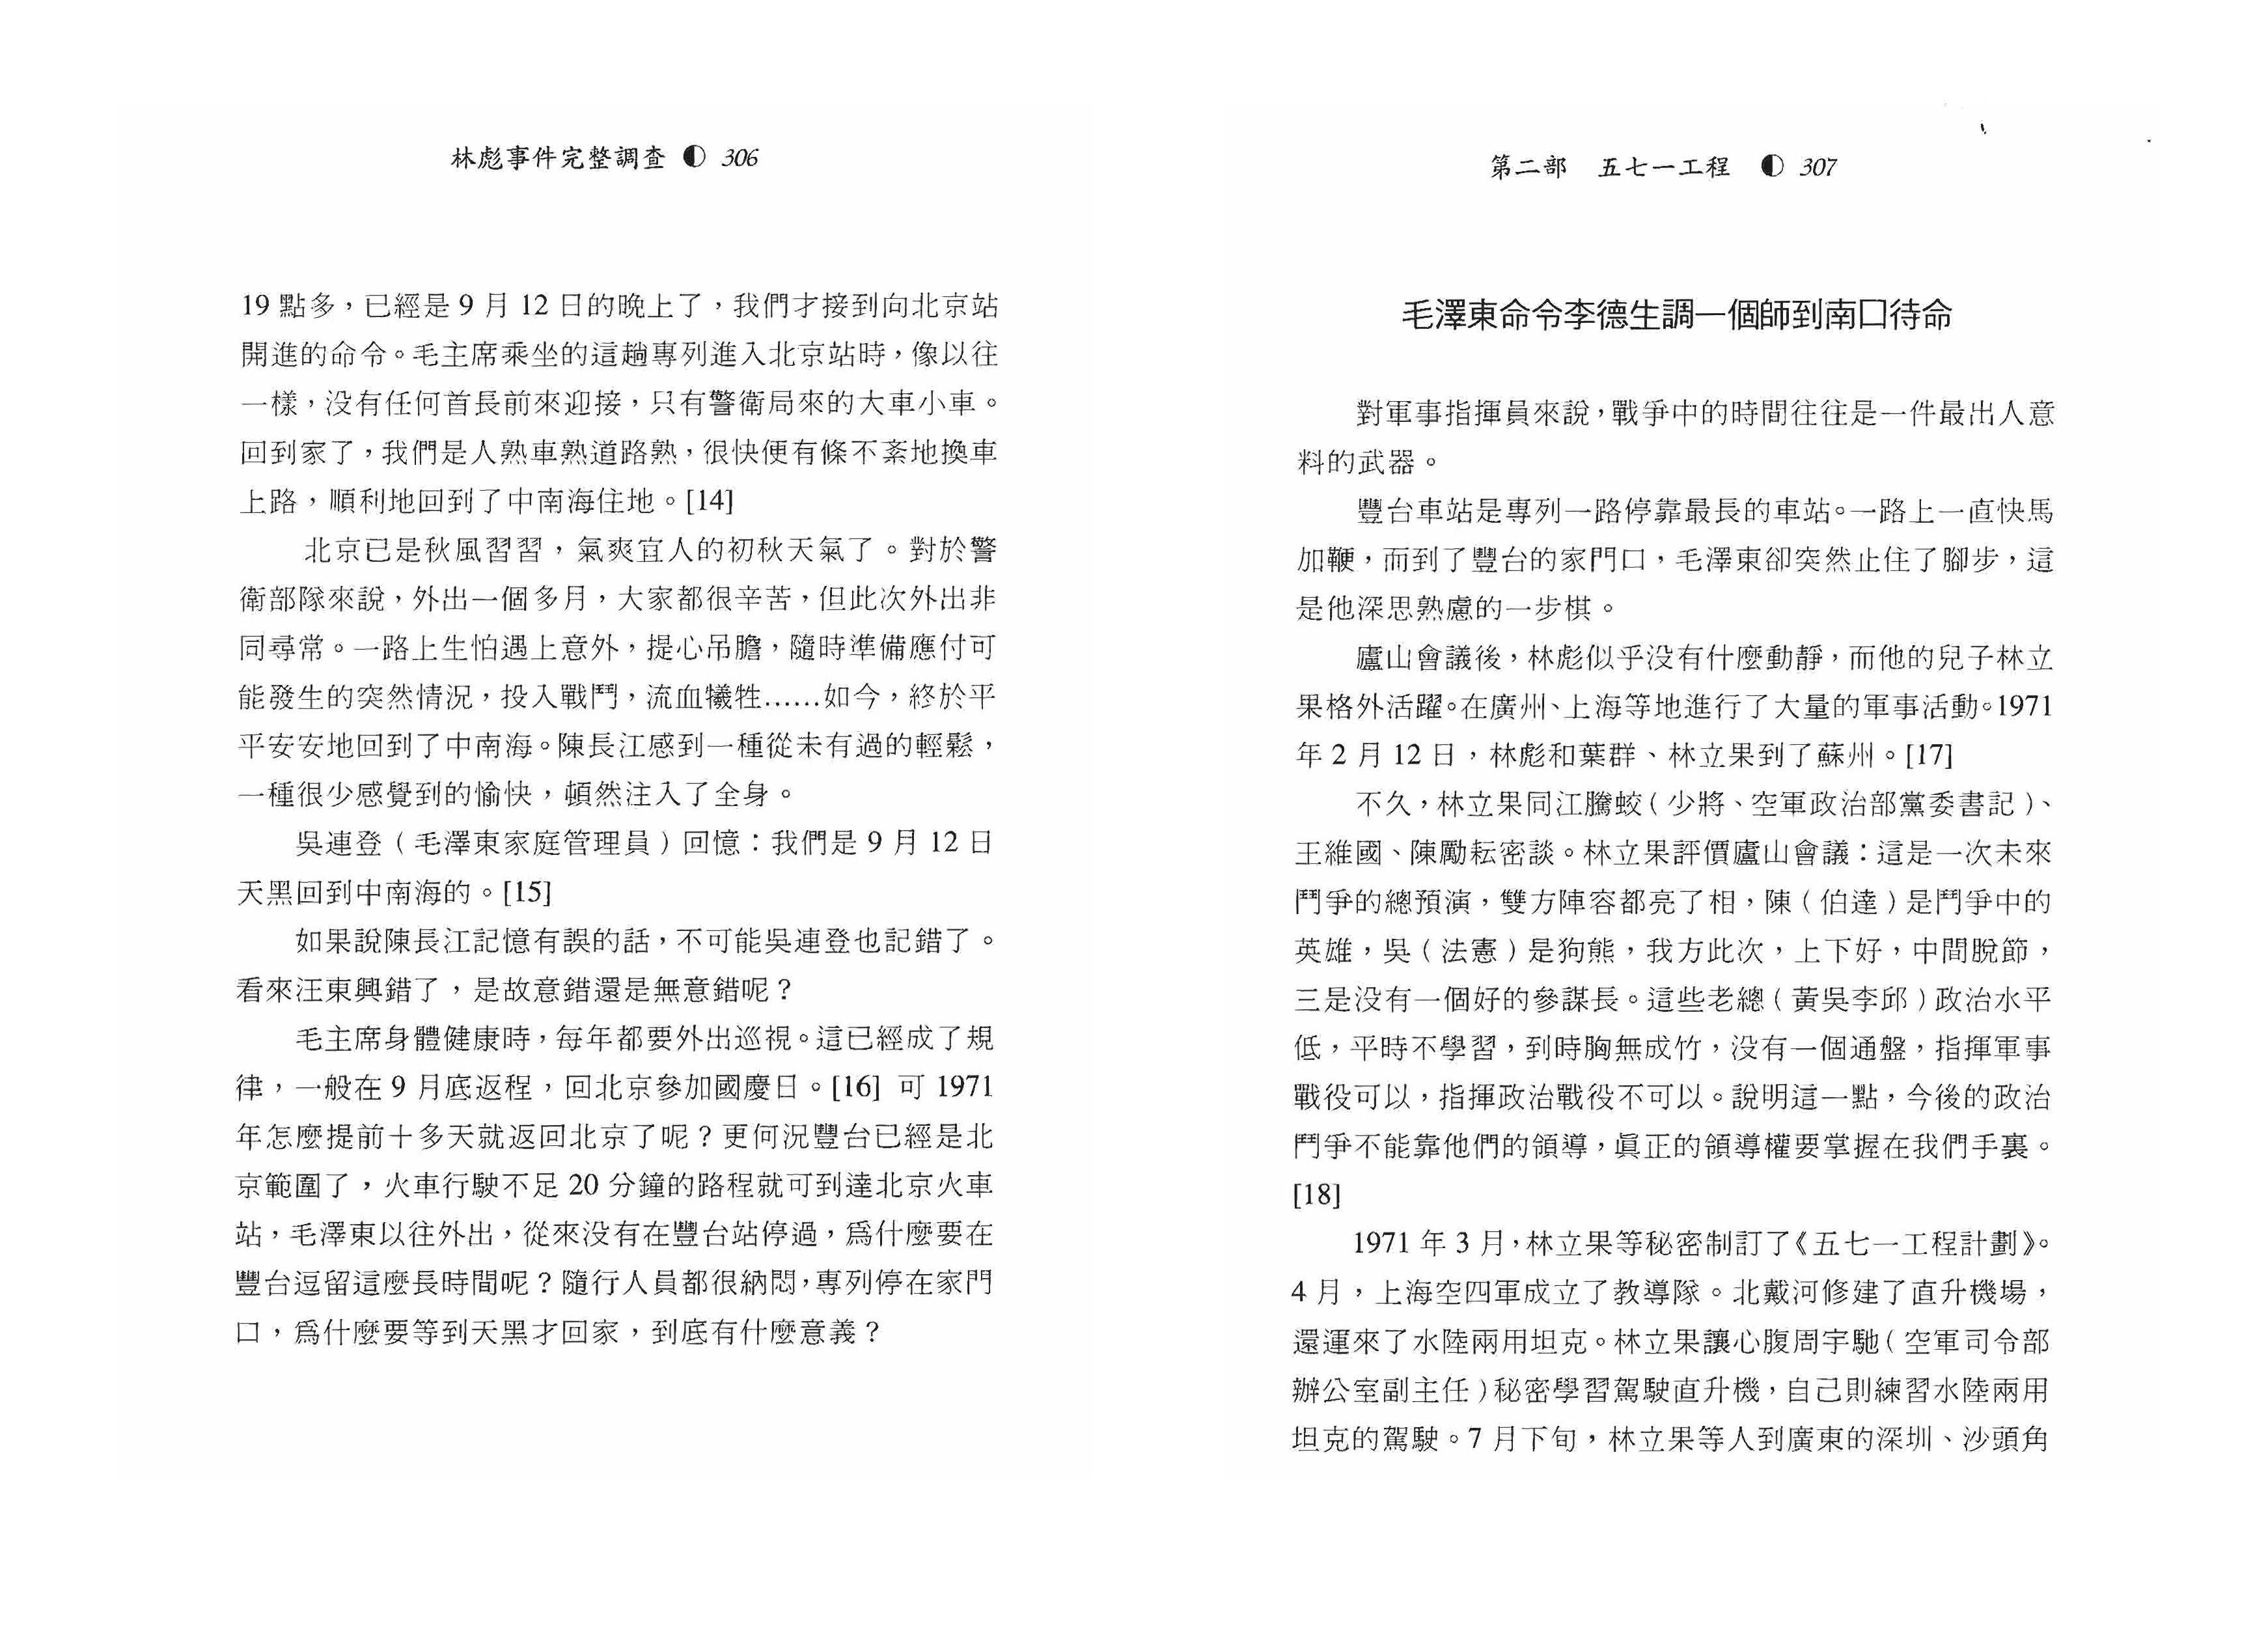 林彪事件完整調查 ◐ 306
19 點多，已經是 9 月 12 日的晚上了，我們才接到向北京站
開進的命令。毛主席乘坐的這趟專列進入北京站時，像以往
一樣，没有任何首長前來迎接，只有警衛局來的大車小車。
回到家了，我們是人熟車熟道路熟，很快便有條不紊地換車
上路，順利地回到了中南海住地。[14]
北京已是秋風習習，氣爽宜人的初秋天氣了。對於警
衛部隊來說，外出一個多月，大家都很辛苦，但此次外出非
同尋常。一路上生怕遇上意外，提心吊膽，隨時準備應付可
能發生的突然情況，投入戰鬥，流血犧牲……如今，終於平
平安安地回到了中南海。陳長江感到一種從未有過的輕鬆，
一種很少感覺到的愉快，頓然注入了全身。
吳連登（毛澤東家庭管理員）回憶：我們是 9 月 12 日
天黑回到中南海的。[15]
如果說陳長江記憶有誤的話，不可能吳連登也記錯了。
看來汪東興錯了，是故意錯還是無意錯呢？
毛主席身體健康時，每年都要外出巡視。這已經成了規
律，一般在 9 月底返程，回北京參加國慶日。[16] 可 1971
年怎麼提前十多天就返回北京了呢？更何況豐台已經是北
京範圍了，火車行駛不足 20 分鐘的路程就可到達北京火車
站，毛澤東以往外出，從來没有在豐台站停過，爲什麼要在
豐台逗留這麼長時間呢？隨行人員都很納悶，專列停在家門
口，爲什麼要等到天黑才回家，到底有什麼意義？
第二部 五七一工程 ◐ 307
毛澤東命令李德生調一個師到南口待命
對軍事指揮員來說，戰爭中的時間往往是一件最出人意
料的武器。
豐台車站是專列一路停靠最長的車站。一路上一直快馬
加鞭，而到了豐台的家門口，毛澤東卻突然止住了腳步，這
是他深思熟慮的一步棋。
廬山會議後，林彪似乎没有什麼動靜，而他的兒子林立
果格外活躍。在廣州、上海等地進行了大量的軍事活動。1971
年 2 月 12 日，林彪和葉群、林立果到了蘇州。[17]
不久，林立果同江騰蛟（少將、空軍政治部黨委書記）、
王維國、陳勵耘密談。林立果評價廬山會議：這是一次未來
鬥爭的總預演，雙方陣容都亮了相，陳（伯達）是鬥爭中的
英雄，吳（法憲）是狗熊，我方此次，上下好，中間脫節，
三是没有一個好的參謀長。這些老總（黃吳李邱）政治水平
低，平時不學習，到時胸無成竹，没有一個通盤，指揮軍事
戰役可以，指揮政治戰役不可以。說明這一點，今後的政治
鬥爭不能靠他們的領導，眞正的領導權要掌握在我們手裏。
[18]
1971 年 3 月，林立果等秘密制訂了《五七一工程計劃》。
4 月，上海空四軍成立了教導隊。北戴河修建了直升機場，
還運來了水陸兩用坦克。林立果讓心腹周宇馳（空軍司令部
辦公室副主任）秘密學習駕駛直升機，自己則練習水陸兩用
坦克的駕駛。7 月下旬，林立果等人到廣東的深圳、沙頭角